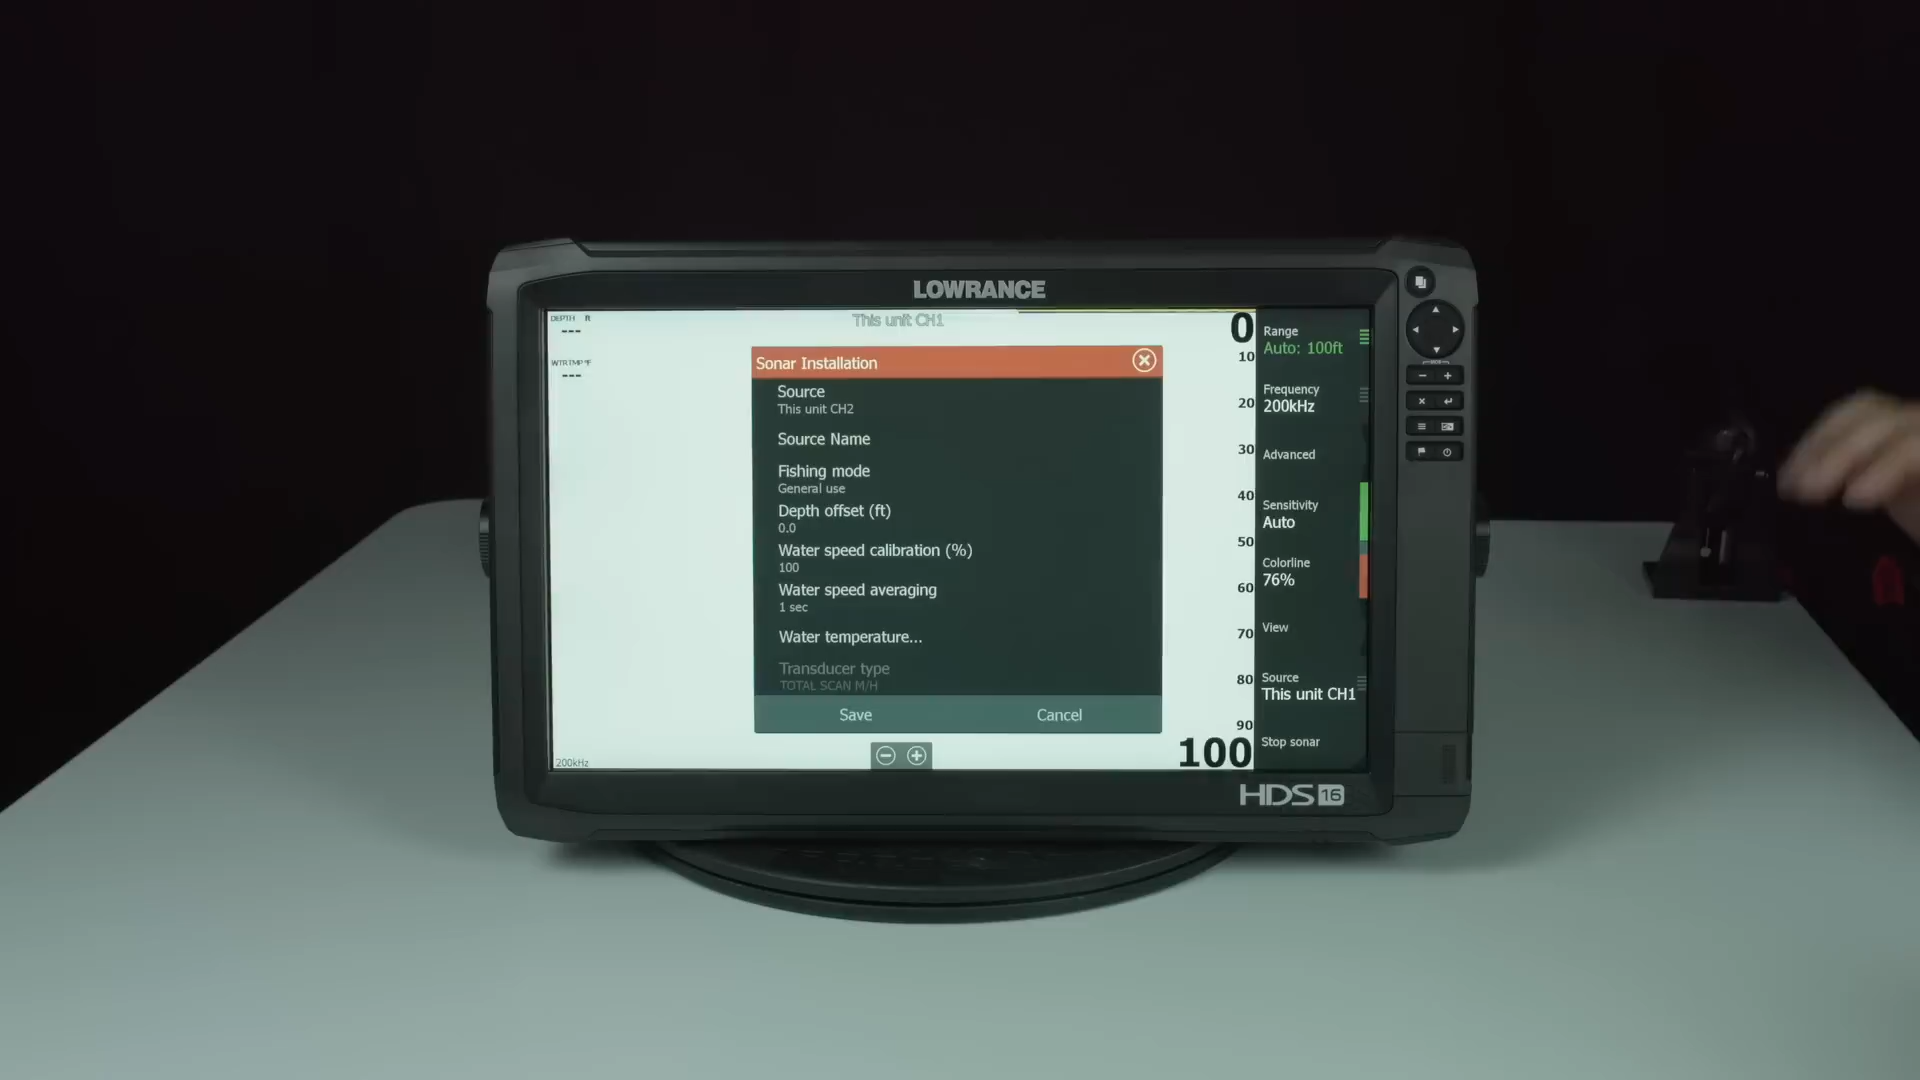 LOWRANCE
DEPTH ft
---
WTRTMP °F
---
This unit CH1
Sonar Installation
Source
This unit CH2
Source Name
Fishing mode
General use
Depth offset (ft)
0.0
Water speed calibration (%)
100
Water speed averaging
1 sec
Water temperature...
Transducer type
TOTAL SCAN M/H
Save
Cancel
200kHz
0
10
20
30
40
50
60
70
80
90
100
Range
Auto: 100ft
Frequency
200kHz
Advanced
Sensitivity
Auto
Colorline
76%
View
Source
This unit CH1
Stop sonar
HDS 16